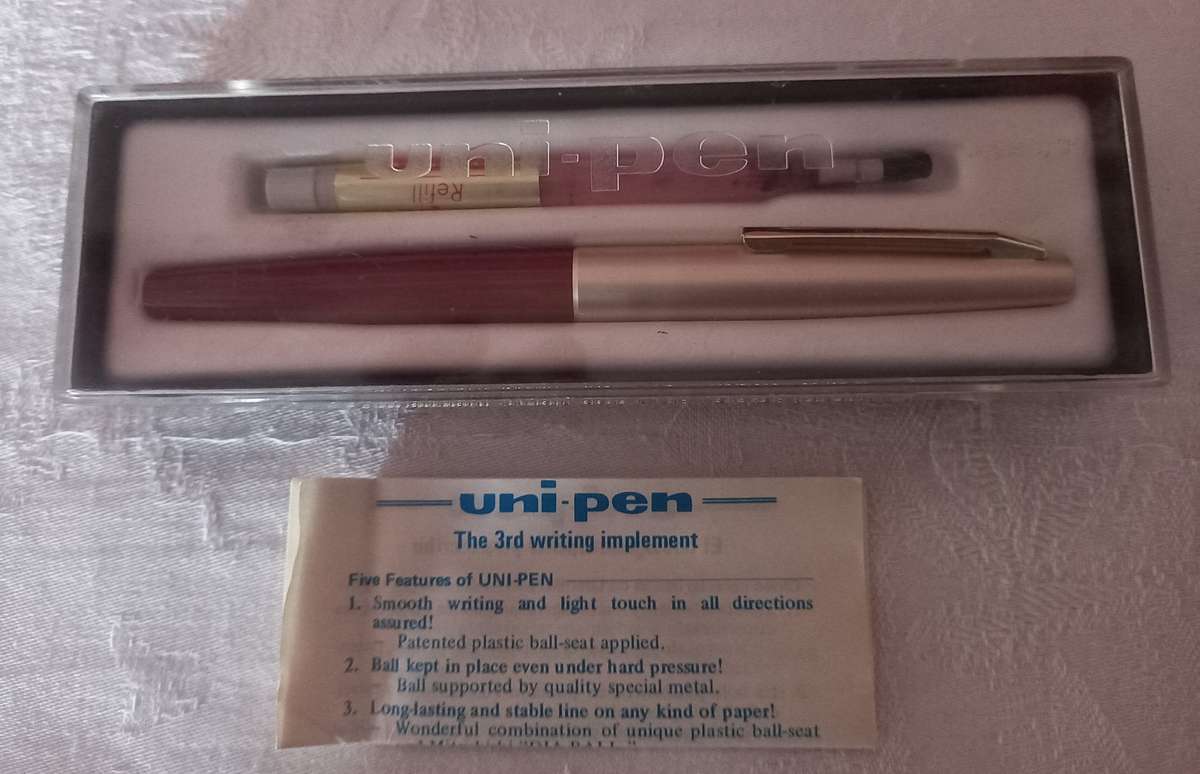 uni-pen
Refill
uni-pen
The 3rd writing implement
Five Features of UNI-PEN
1. Smooth writing and light touch in all directions
assured!
Patented plastic ball-seat applied.
2. Ball kept in place even under hard pressure!
Ball supported by quality special metal.
3. Long-lasting and stable line on any kind of paper!
Wonderful combination of unique plastic ball-seat